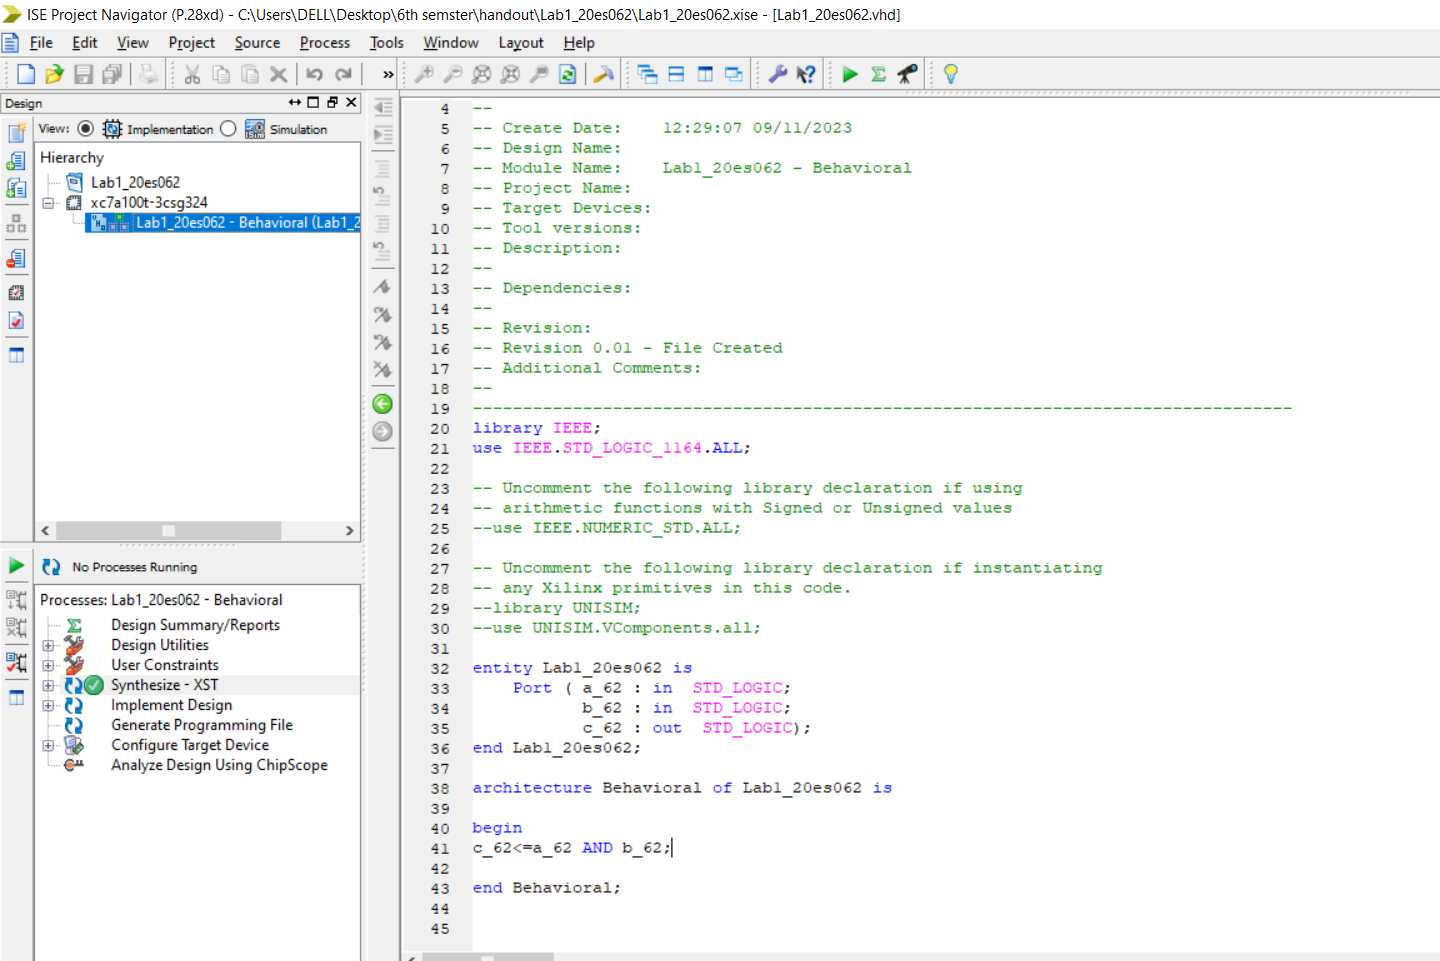 ISE Project Navigator (P.28xd) - C:\Users\DELL\Desktop\6th semster\handout\Lab1_20es062\Lab1_20es062.xise - [Lab1_20es062.vhd]
File Edit View Project Source Process Tools Window Layout Help
Design
View: Implementation Simulation
Hierarchy
Lab1_20es062
xc7a100t-3csg324
Lab1_20es062 - Behavioral (Lab1_2
No Processes Running
Processes: Lab1_20es062 - Behavioral
Design Summary/Reports
Design Utilities
User Constraints
Synthesize - XST
Implement Design
Generate Programming File
Configure Target Device
Analyze Design Using ChipScope
4 --
5 -- Create Date:    12:29:07 09/11/2023
6 -- Design Name:
7 -- Module Name:    Lab1_20es062 - Behavioral
8 -- Project Name:
9 -- Target Devices:
10 -- Tool versions:
11 -- Description:
12 --
13 -- Dependencies:
14 --
15 -- Revision:
16 -- Revision 0.01 - File Created
17 -- Additional Comments:
18 --
19 ----------------------------------------------------------------------------------
20 library IEEE;
21 use IEEE.STD_LOGIC_1164.ALL;
22
23 -- Uncomment the following library declaration if using
24 -- arithmetic functions with Signed or Unsigned values
25 --use IEEE.NUMERIC_STD.ALL;
26
27 -- Uncomment the following library declaration if instantiating
28 -- any Xilinx primitives in this code.
29 --library UNISIM;
30 --use UNISIM.VComponents.all;
31
32 entity Lab1_20es062 is
33     Port ( a_62 : in  STD_LOGIC;
34            b_62 : in  STD_LOGIC;
35            c_62 : out  STD_LOGIC);
36 end Lab1_20es062;
37
38 architecture Behavioral of Lab1_20es062 is
39
40 begin
41 c_62<=a_62 AND b_62;
42
43 end Behavioral;
44
45